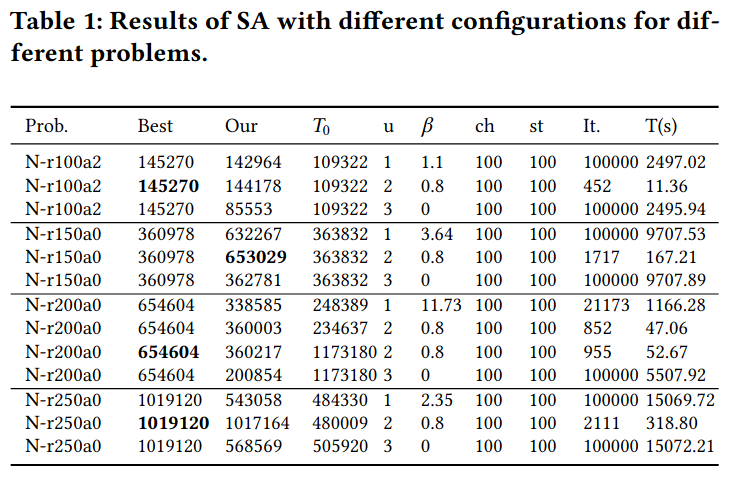 Table 1: Results of SA with different configurations for dif-
ferent problems.
Prob. Best Our T₀ u β ch st It. T(s)
N-r100a2 145270 142964 109322 1 1.1 100 100 100000 2497.02
N-r100a2 145270 144178 109322 2 0.8 100 100 452 11.36
N-r100a2 145270 85553 109322 3 0 100 100 100000 2495.94
N-r150a0 360978 632267 363832 1 3.64 100 100 100000 9707.53
N-r150a0 360978 653029 363832 2 0.8 100 100 1717 167.21
N-r150a0 360978 362781 363832 3 0 100 100 100000 9707.89
N-r200a0 654604 338585 248389 1 11.73 100 100 21173 1166.28
N-r200a0 654604 360003 234637 2 0.8 100 100 852 47.06
N-r200a0 654604 360217 1173180 2 0.8 100 100 955 52.67
N-r200a0 654604 200854 1173180 3 0 100 100 100000 5507.92
N-r250a0 1019120 543058 484330 1 2.35 100 100 100000 15069.72
N-r250a0 1019120 1017164 480009 2 0.8 100 100 2111 318.80
N-r250a0 1019120 568569 505920 3 0 100 100 100000 15072.21